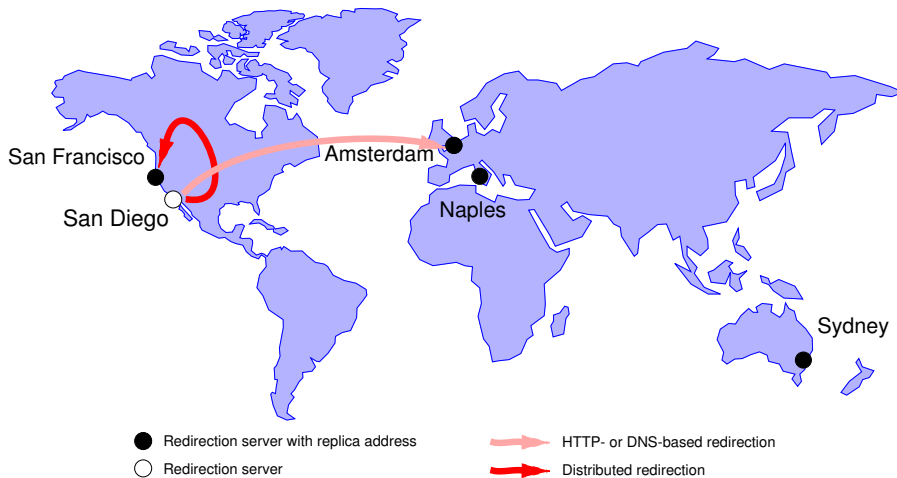 San Francisco
San Diego
Amsterdam
Naples
Sydney
Redirection server with replica address
Redirection server
HTTP- or DNS-based redirection
Distributed redirection